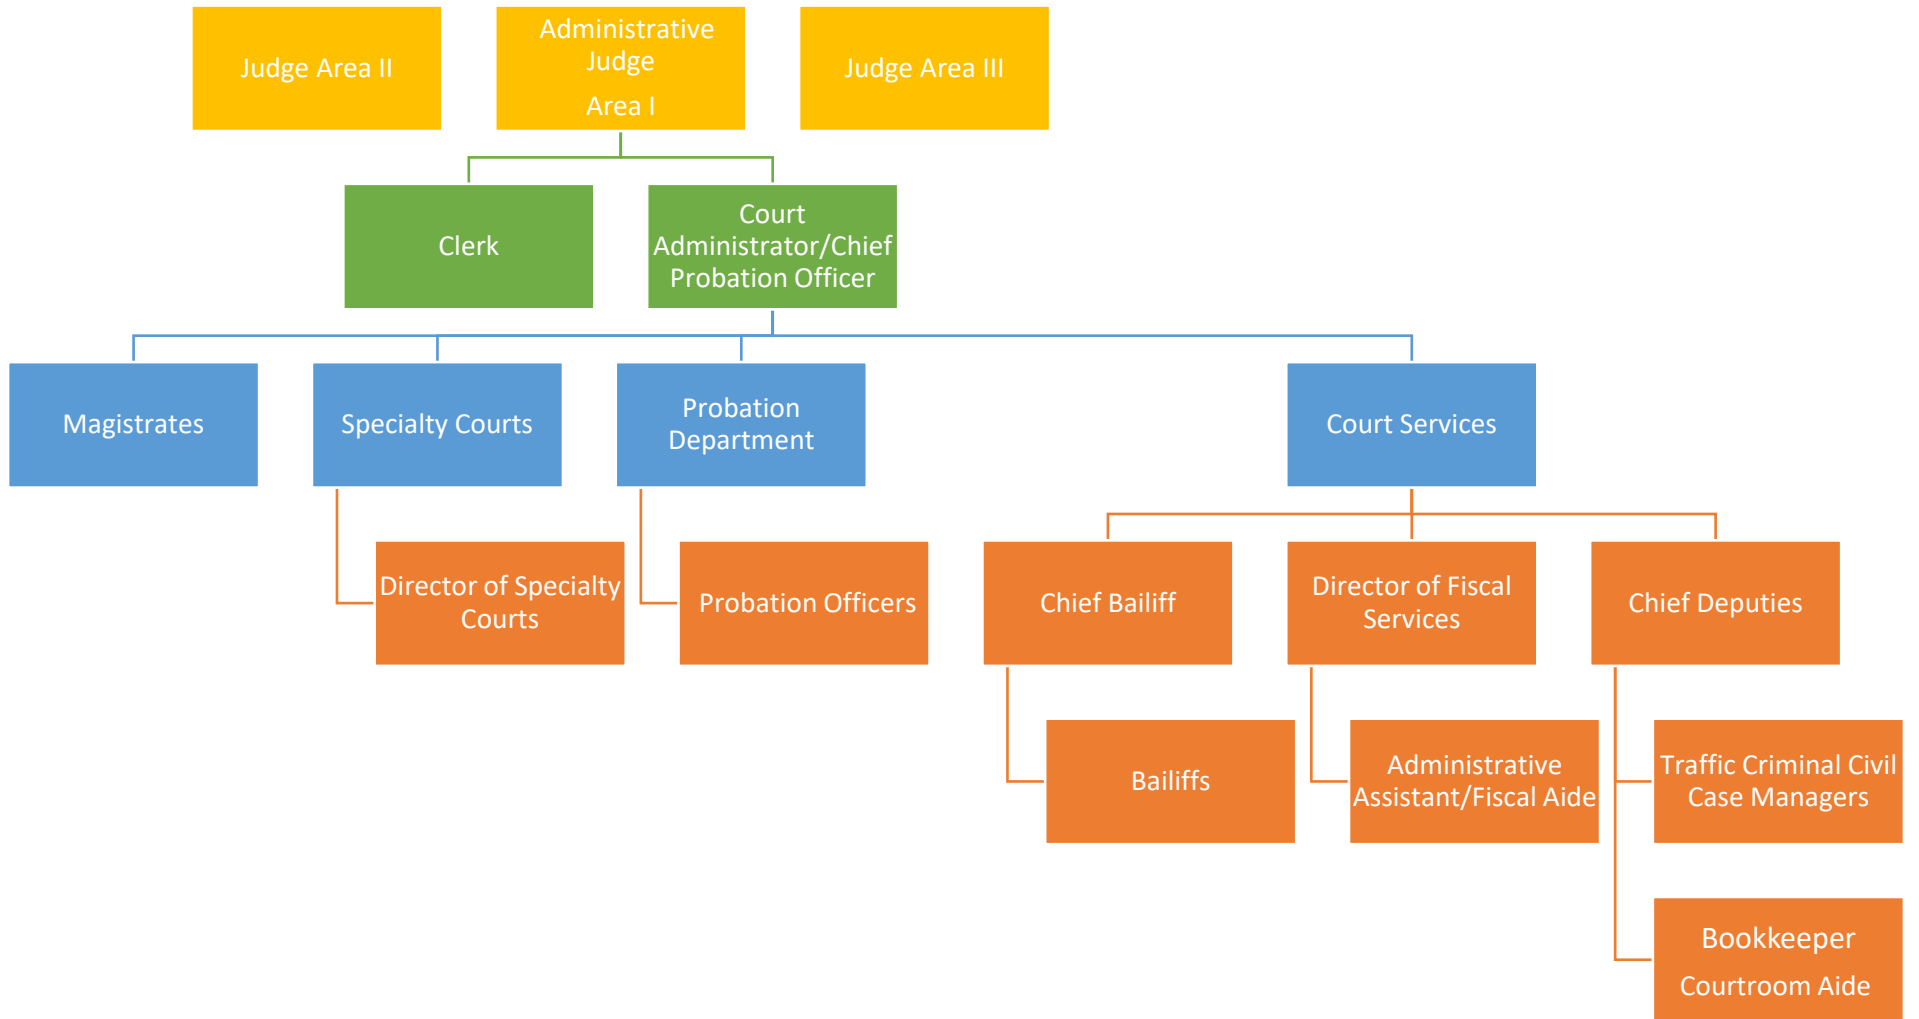 Judge Area II
Administrative
Judge
Area I
Judge Area III
Clerk
Court
Administrator/Chief
Probation Officer
Magistrates
Specialty Courts
Probation
Department
Court Services
Director of Specialty
Courts
Probation Officers
Chief Bailiff
Director of Fiscal
Services
Chief Deputies
Bailiffs
Administrative
Assistant/Fiscal Aide
Traffic Criminal Civil
Case Managers
Bookkeeper
Courtroom Aide